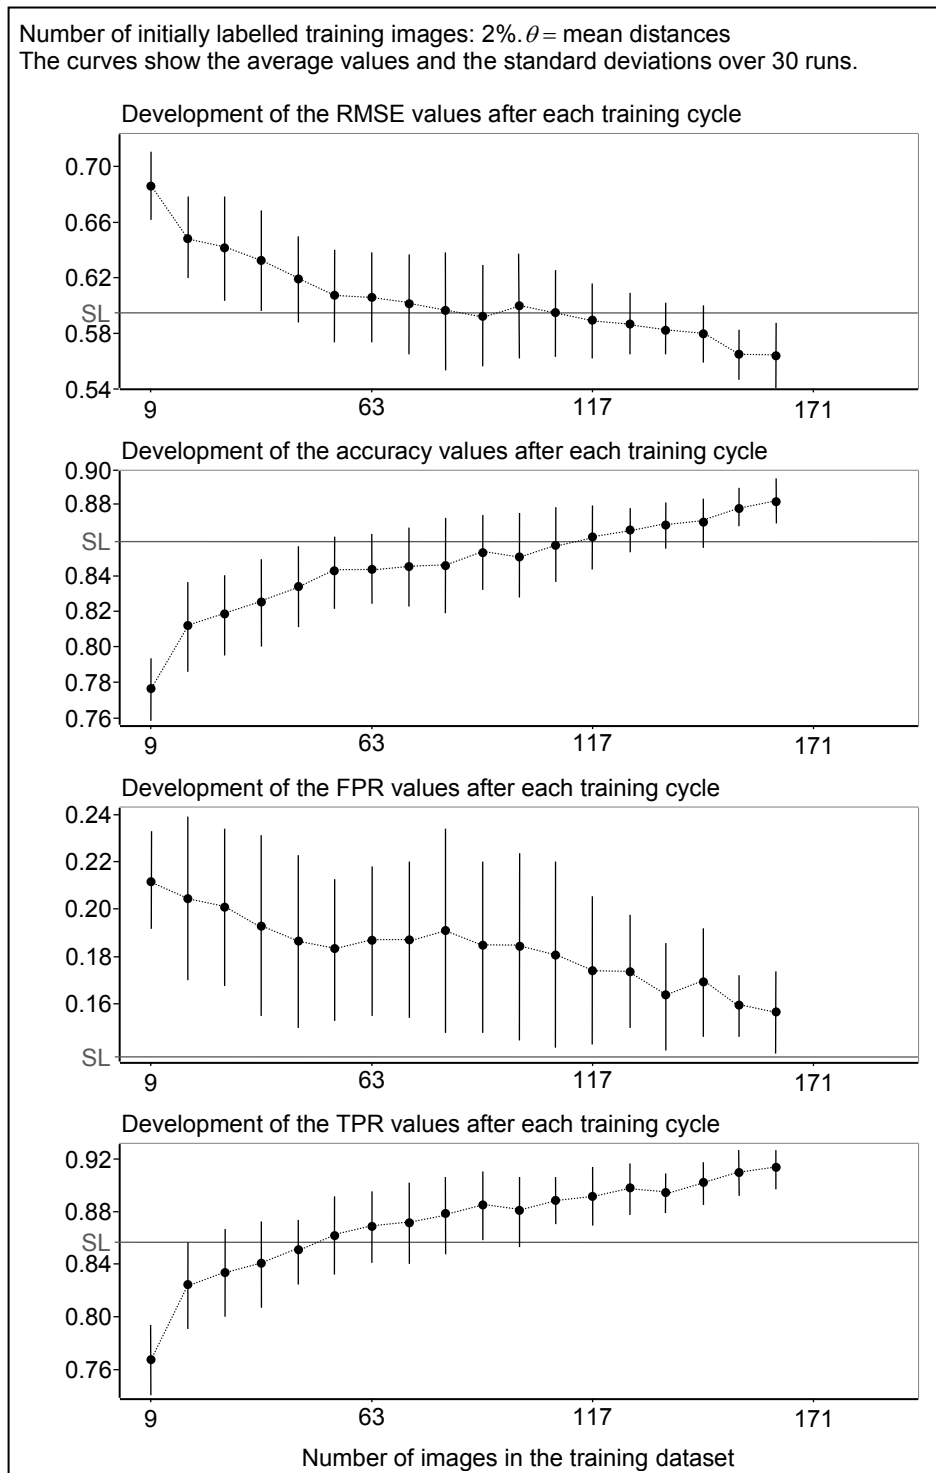 Number of initially labelled training images: 2%. θ = mean distances
The curves show the average values and the standard deviations over 30 runs.
Development of the RMSE values after each training cycle
0.70
0.66
0.62
SL
0.58
0.54
9 63 117 171
Development of the accuracy values after each training cycle
0.90
0.88
SL
0.84
0.82
0.80
0.78
0.76
9 63 117 171
Development of the FPR values after each training cycle
0.24
0.22
0.20
0.18
0.16
SL
9 63 117 171
Development of the TPR values after each training cycle
0.92
0.88
SL
0.84
0.80
0.76
9 63 117 171
Number of images in the training dataset